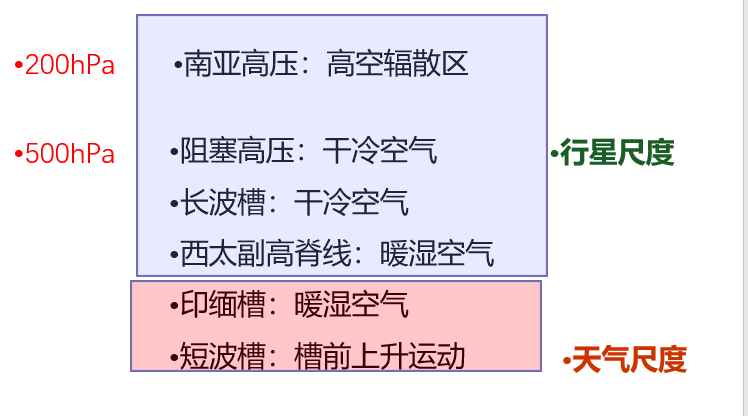 •200hPa •南亚高压：高空辐散区
•500hPa •阻塞高压：干冷空气 •行星尺度
•长波槽：干冷空气
•西太副高脊线：暖湿空气
•印缅槽：暖湿空气
•短波槽：槽前上升运动 •天气尺度